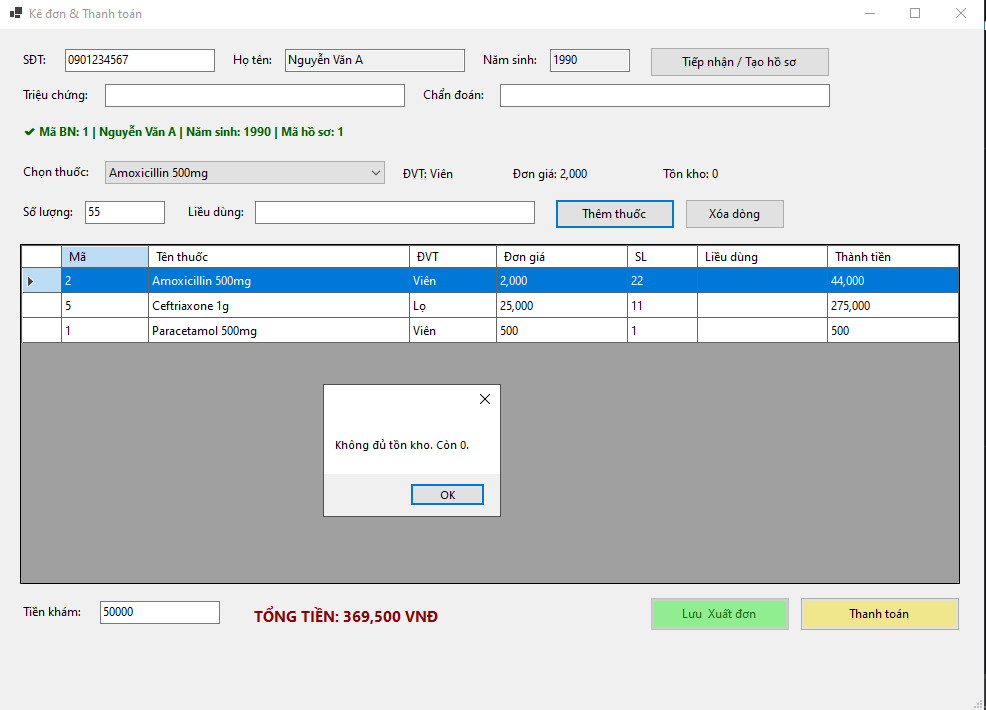 Kê đơn & Thanh toán
SĐT: 0901234567 Họ tên: Nguyễn Văn A Năm sinh: 1990 Tiếp nhận / Tạo hồ sơ
Triệu chứng: Chẩn đoán:
✔ Mã BN: 1 | Nguyễn Văn A | Năm sinh: 1990 | Mã hồ sơ: 1
Chọn thuốc: Amoxicillin 500mg ĐVT: Viên Đơn giá: 2,000 Tồn kho: 0
Số lượng: 55 Liều dùng: Thêm thuốc Xóa dòng
Mã Tên thuốc ĐVT Đơn giá SL Liều dùng Thành tiền
2 Amoxicillin 500mg Viên 2,000 22 44,000
5 Ceftriaxone 1g Lọ 25,000 11 275,000
1 Paracetamol 500mg Viên 500 1 500
Không đủ tồn kho. Còn 0.
OK
Tiền khám: 50000 TỔNG TIỀN: 369,500 VNĐ Lưu Xuất đơn Thanh toán